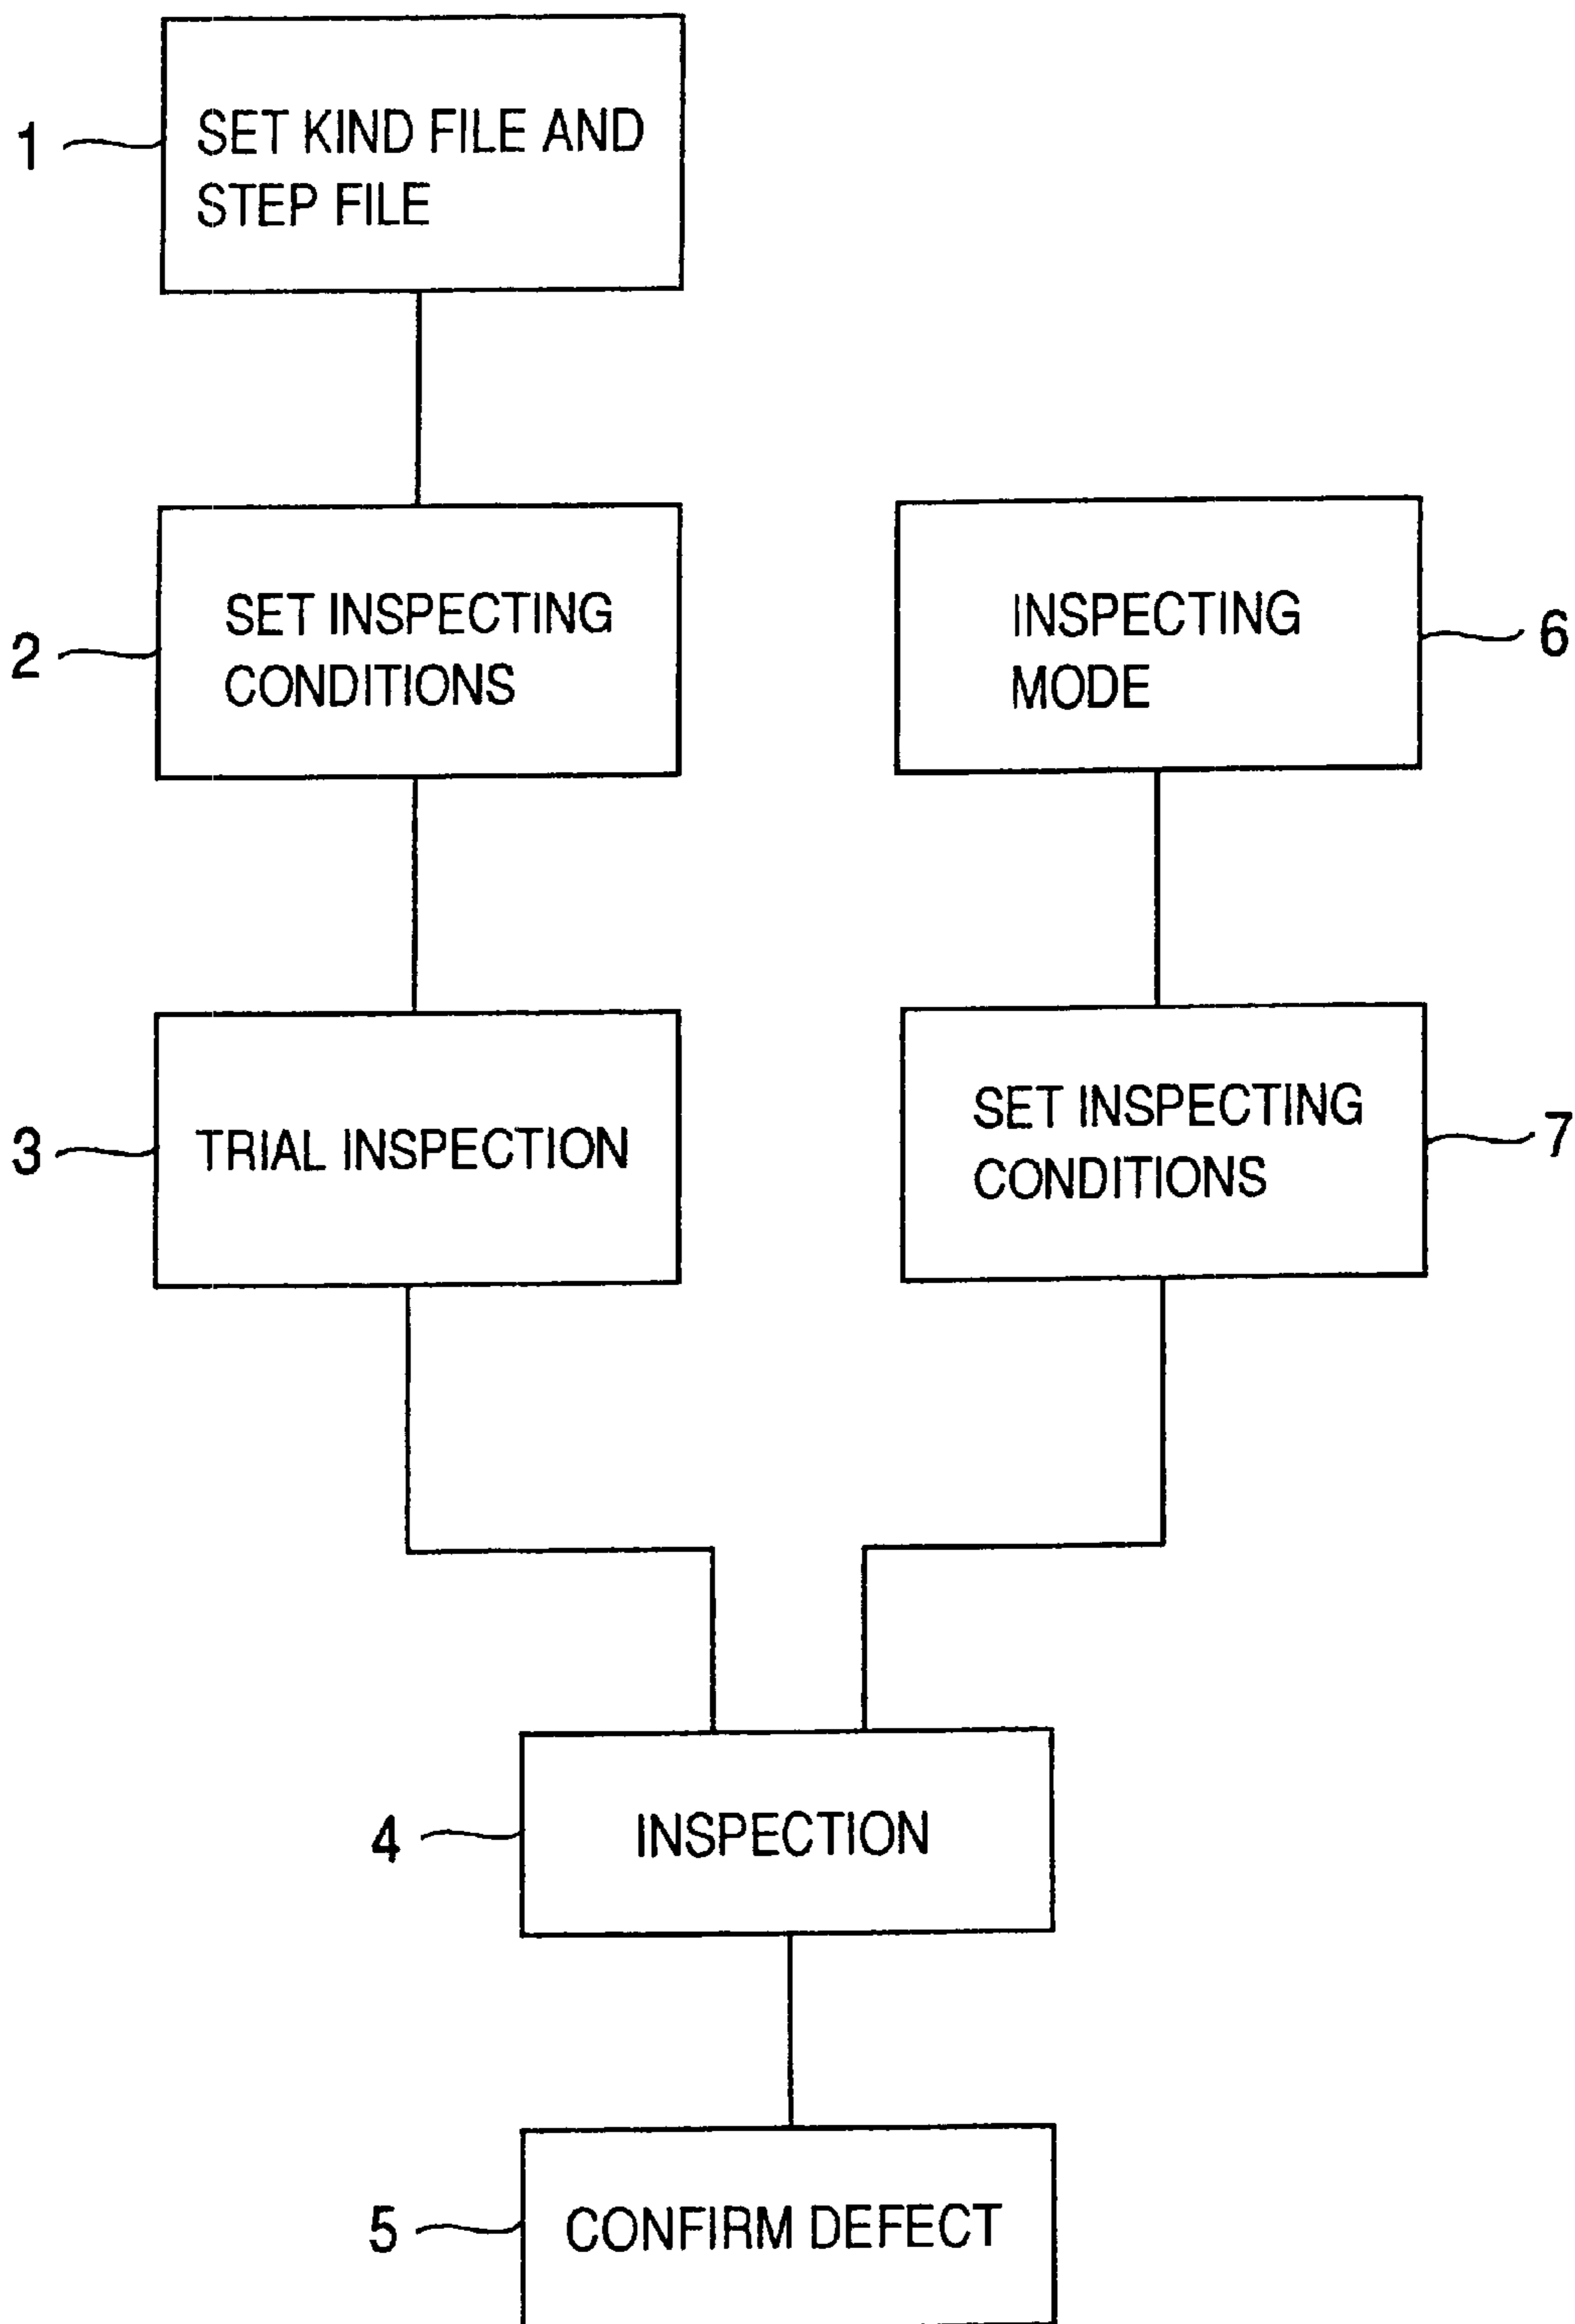 1
SET KIND FILE AND
STEP FILE
2
SET INSPECTING
CONDITIONS
INSPECTING
MODE
6
3
TRIAL INSPECTION
SET INSPECTING
CONDITIONS
7
4
INSPECTION
5
CONFIRM DEFECT